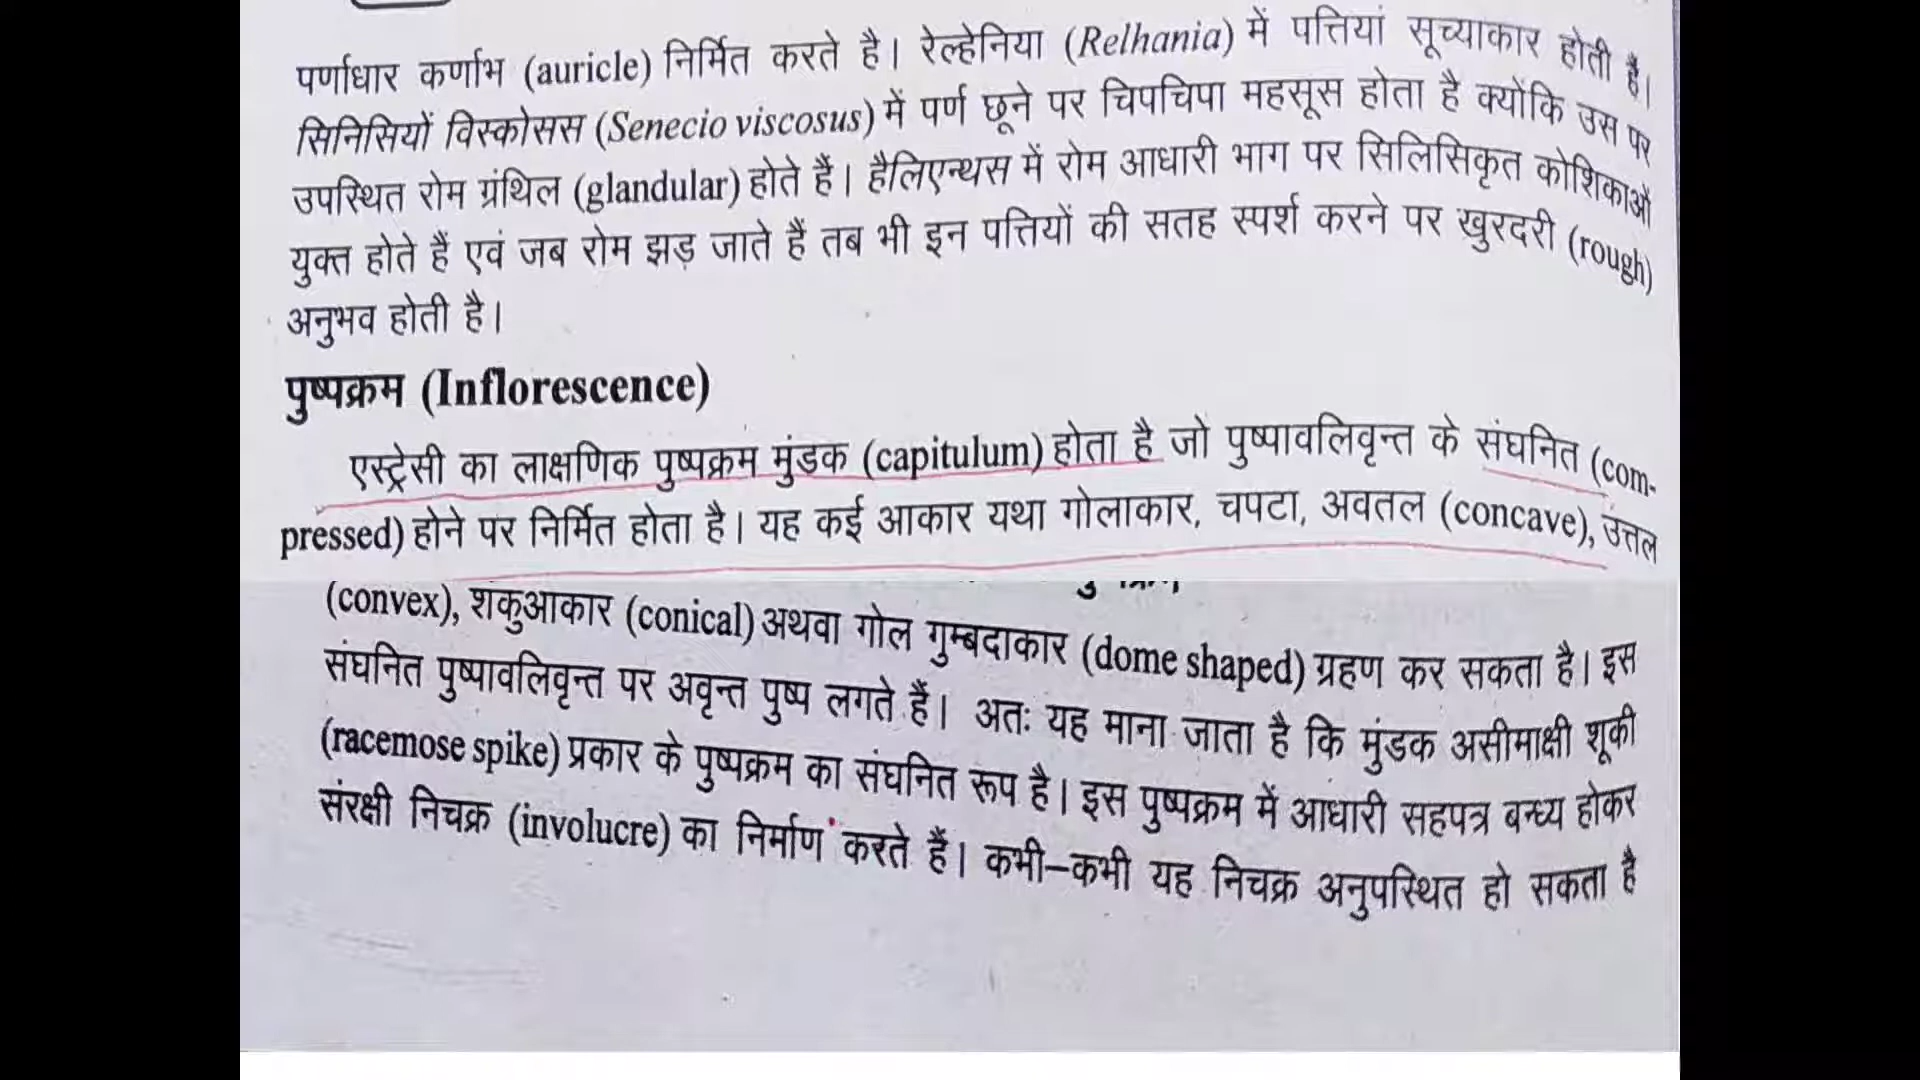 पर्णाधार कर्णाभ (auricle) निर्मित करते है। रेल्हेनिया (Relhania) में पत्तियां सूच्याकार होती है।
सिनिसियों विस्कोसस (Senecio viscosus) में पर्ण छूने पर चिपचिपा महसूस होता है क्योंकि उस पर
उपस्थित रोम ग्रंथिल (glandular) होते हैं। हैलिएन्थस में रोम आधारी भाग पर सिलिसिकृत कोशिकाओं
युक्त होते हैं एवं जब रोम झड़ जाते हैं तब भी इन पत्तियों की सतह स्पर्श करने पर खुरदरी (rough)
अनुभव होती है।
पुष्पक्रम (Inflorescence)
एस्ट्रेसी का लाक्षणिक पुष्पक्रम मुंडक (capitulum) होता है जो पुष्पावलिवृन्त के संघनित (com-
pressed) होने पर निर्मित होता है। यह कई आकार यथा गोलाकार, चपटा, अवतल (concave), उत्तल
(convex), शकुआकार (conical) अथवा गोल गुम्बदाकार (dome shaped) ग्रहण कर सकता है। इस
संघनित पुष्पावलिवृन्त पर अवृन्त पुष्प लगते हैं। अतः यह माना जाता है कि मुंडक असीमाक्षी शूकी
(racemose spike) प्रकार के पुष्पक्रम का संघनित रूप है। इस पुष्पक्रम में आधारी सहपत्र बन्ध्य होकर
संरक्षी निचक्र (involucre) का निर्माण करते हैं। कभी–कभी यह निचक्र अनुपस्थित हो सकता है